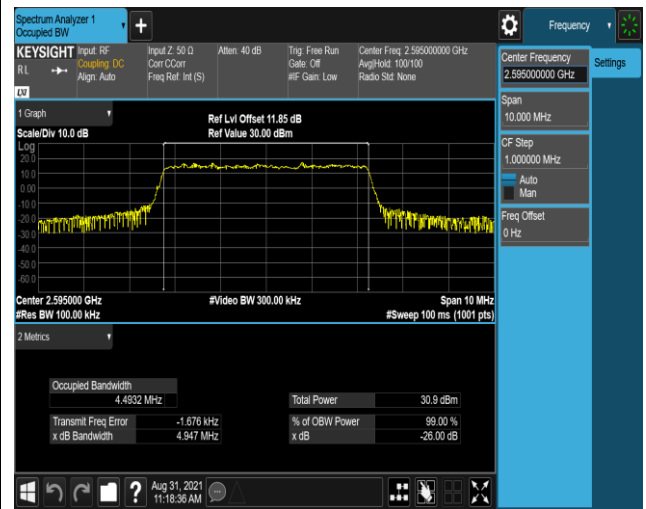 Spectrum Analyzer 1
Occupied BW
Frequency
KEYSIGHT
RL
LXI
Input: RF
Coupling: DC
Align: Auto
Input Z: 50 Ω
Corr CCorr
Freq Ref: Int (S)
Atten: 40 dB
Trig: Free Run
Gate: Off
#IF Gain: Low
Center Freq: 2.595000000 GHz
Avg|Hold: 100/100
Radio Std: None
Center Frequency
2.595000000 GHz
Settings
Span
10.000 MHz
CF Step
1.000000 MHz
Auto
Man
Freq Offset
0 Hz
1 Graph
Scale/Div 10.0 dB
Ref Lvl Offset 11.85 dB
Ref Value 30.00 dBm
Log
20.0
10.0
0.00
-10.0
-20.0
-30.0
-40.0
-50.0
-60.0
Center 2.595000 GHz
#Res BW 100.00 kHz
#Video BW 300.00 kHz
Span 10 MHz
#Sweep 100 ms (1001 pts)
2 Metrics
Occupied Bandwidth
4.4932 MHz
Total Power 30.9 dBm
Transmit Freq Error -1.676 kHz
% of OBW Power 99.00 %
x dB Bandwidth 4.947 MHz
x dB -26.00 dB
?
Aug 31, 2021
11:18:36 AM